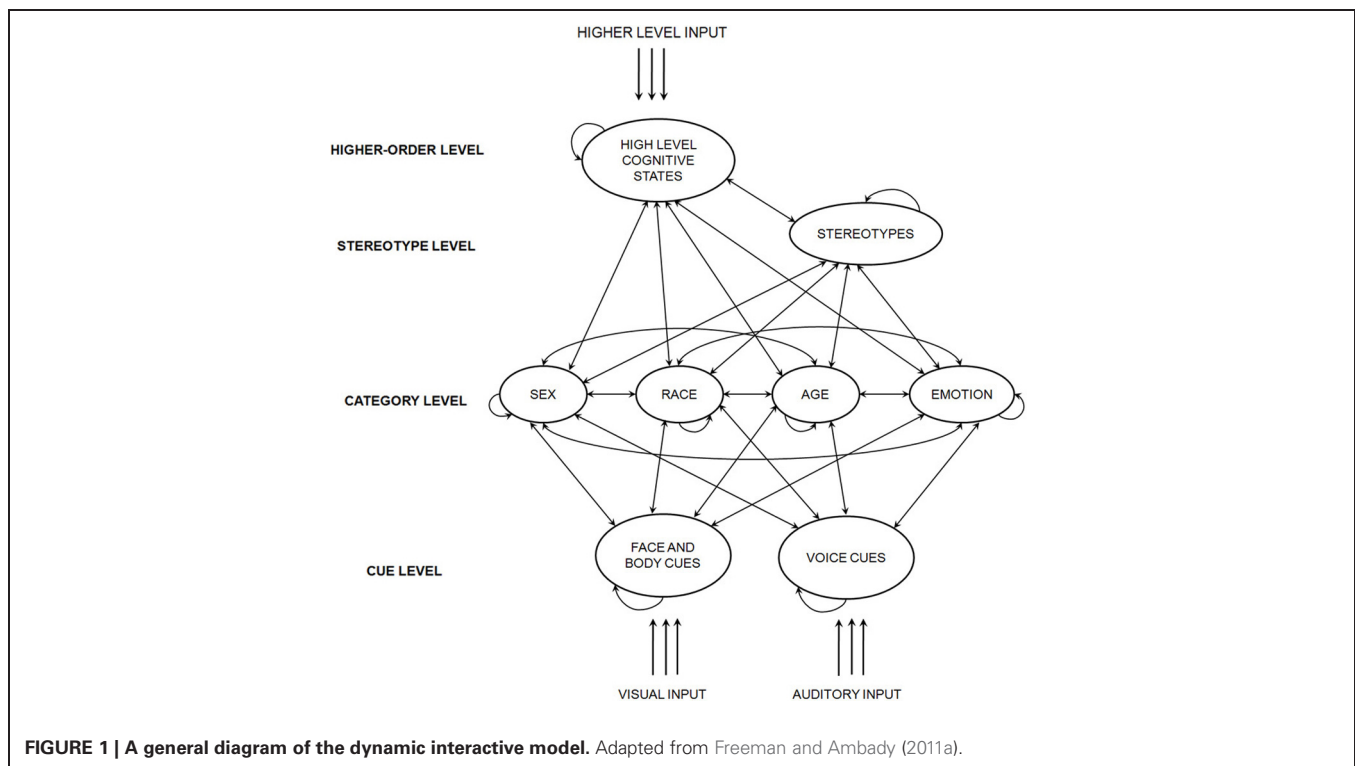 HIGHER LEVEL INPUT
HIGHER-ORDER LEVEL
HIGH LEVEL
COGNITIVE
STATES
STEREOTYPE LEVEL
STEREOTYPES
CATEGORY LEVEL
SEX
RACE
AGE
EMOTION
CUE LEVEL
FACE AND
BODY CUES
VOICE CUES
VISUAL INPUT
AUDITORY INPUT
FIGURE 1 | A general diagram of the dynamic interactive model. Adapted from Freeman and Ambady (2011a).